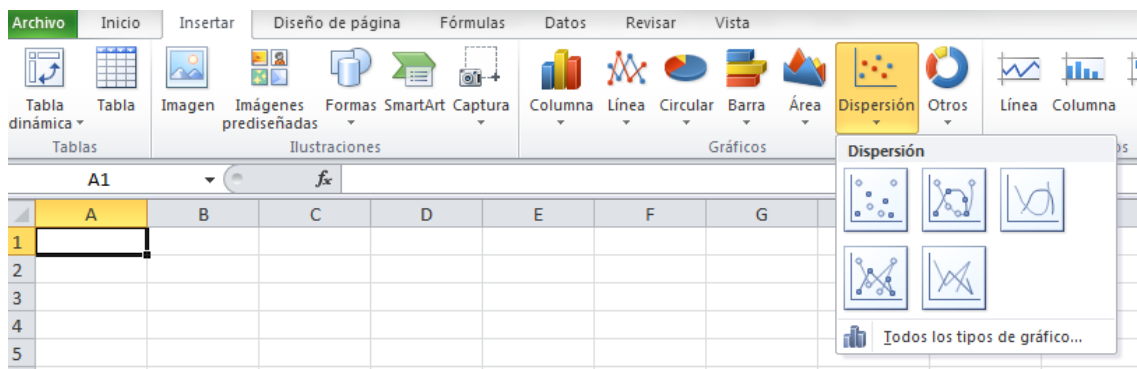 Archivo Inicio Insertar Diseño de página Fórmulas Datos Revisar Vista
Tabla dinámica Tabla Imagen Imágenes prediseñadas Formas SmartArt Captura Columna Línea Circular Barra Área Dispersión Otros Línea Columna
Tablas Ilustraciones Gráficos
Dispersión
A1 fx
A B C D E F G
1
2
3
4
5
Todos los tipos de gráfico...